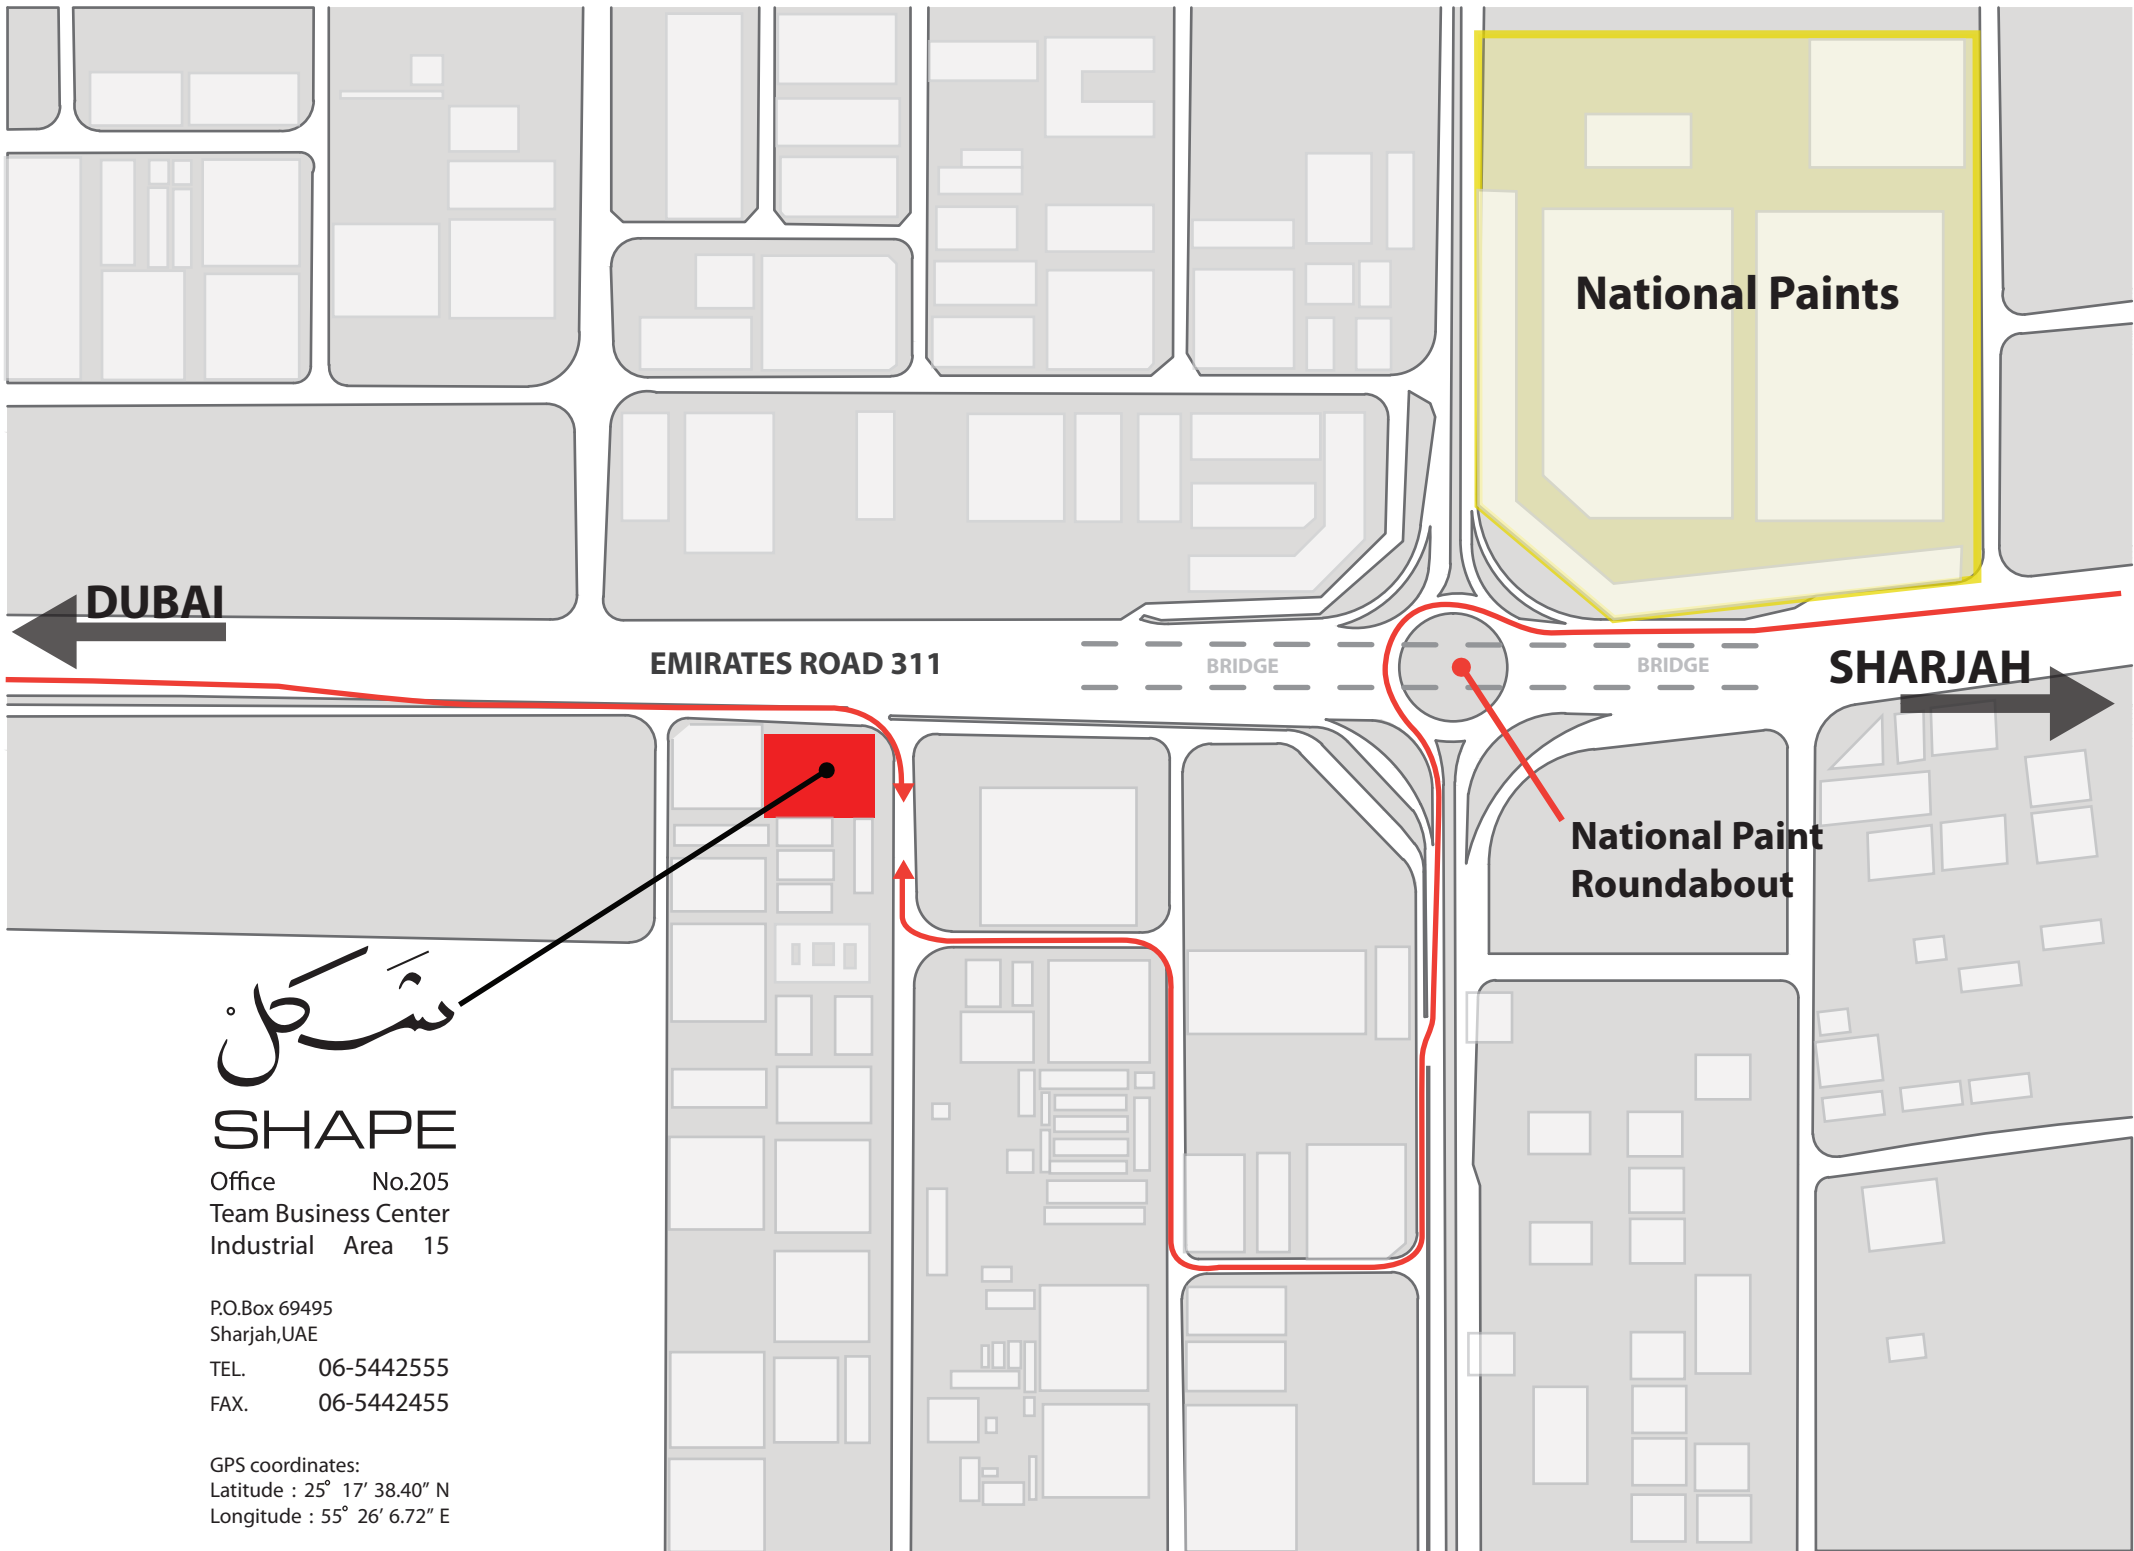 National Paints
DUBAI
EMIRATES ROAD 311
BRIDGE
BRIDGE
SHARJAH
National Paint
Roundabout
شَكلْ
SHAPE
Office No.205
Team Business Center
Industrial Area 15
P.O.Box 69495
Sharjah,UAE
TEL. 06-5442555
FAX. 06-5442455
GPS coordinates:
Latitude : 25° 17’ 38.40” N
Longitude : 55° 26’ 6.72” E